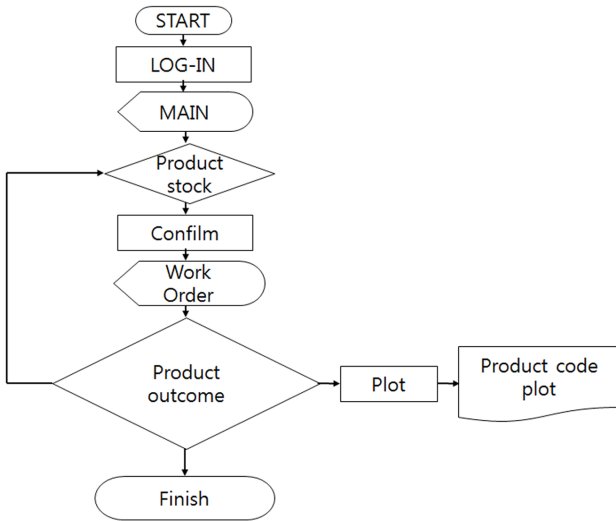 START
LOG-IN
MAIN
Product
stock
Confilm
Work
Order
Product
outcome
Plot
Product code
plot
Finish